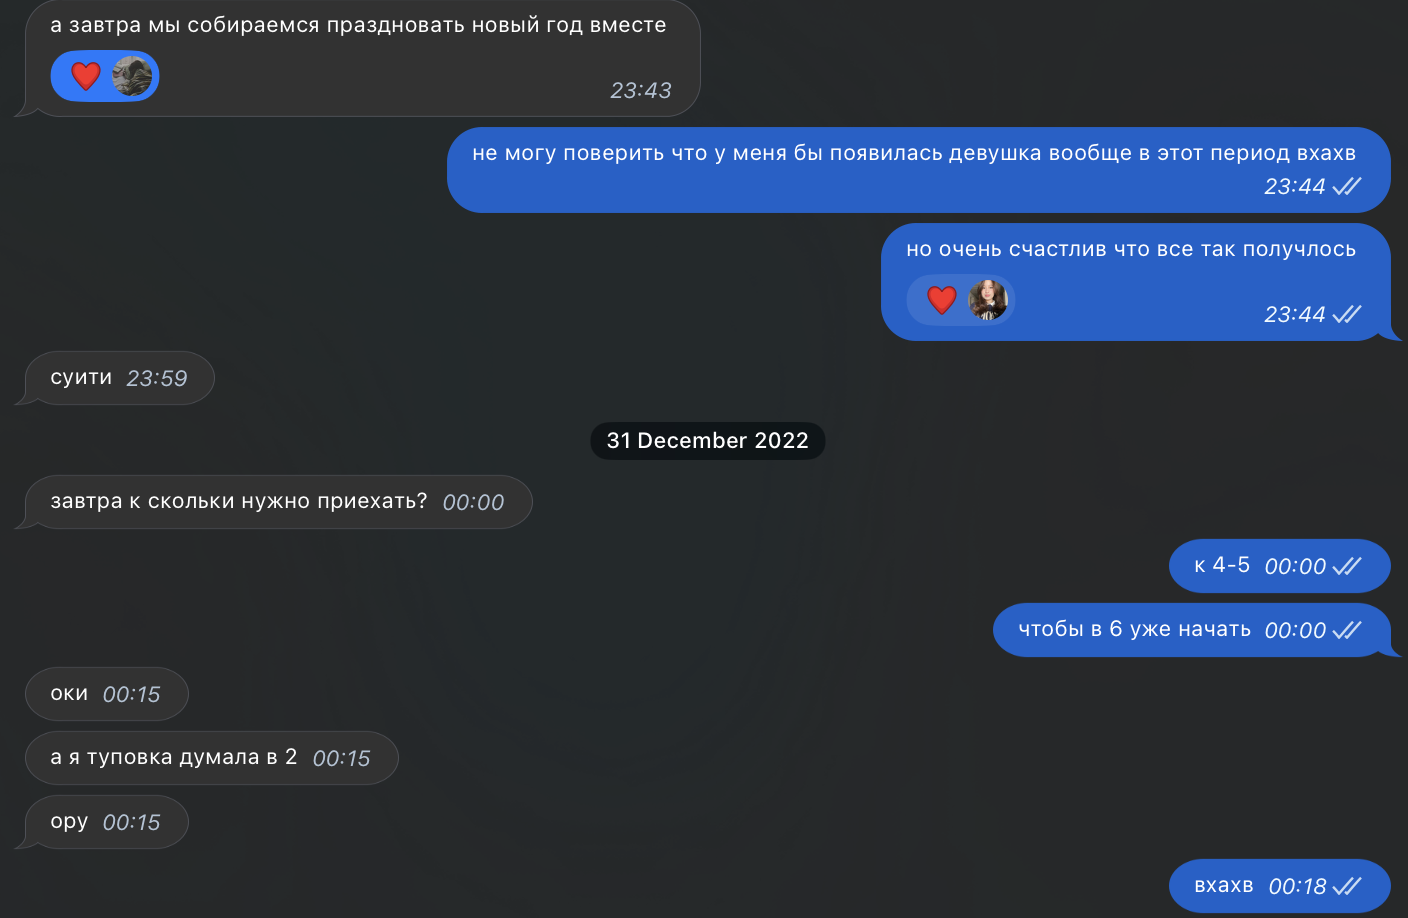 а завтра мы собираемся праздновать новый год вместе
23:43
не могу поверить что у меня бы появилась девушка вообще в этот период вхахв
23:44
но очень счастлив что все так получлось
23:44
суити 23:59
31 December 2022
завтра к скольки нужно приехать? 00:00
к 4-5 00:00
чтобы в 6 уже начать 00:00
оки 00:15
а я туповка думала в 2 00:15
ору 00:15
вхахв 00:18